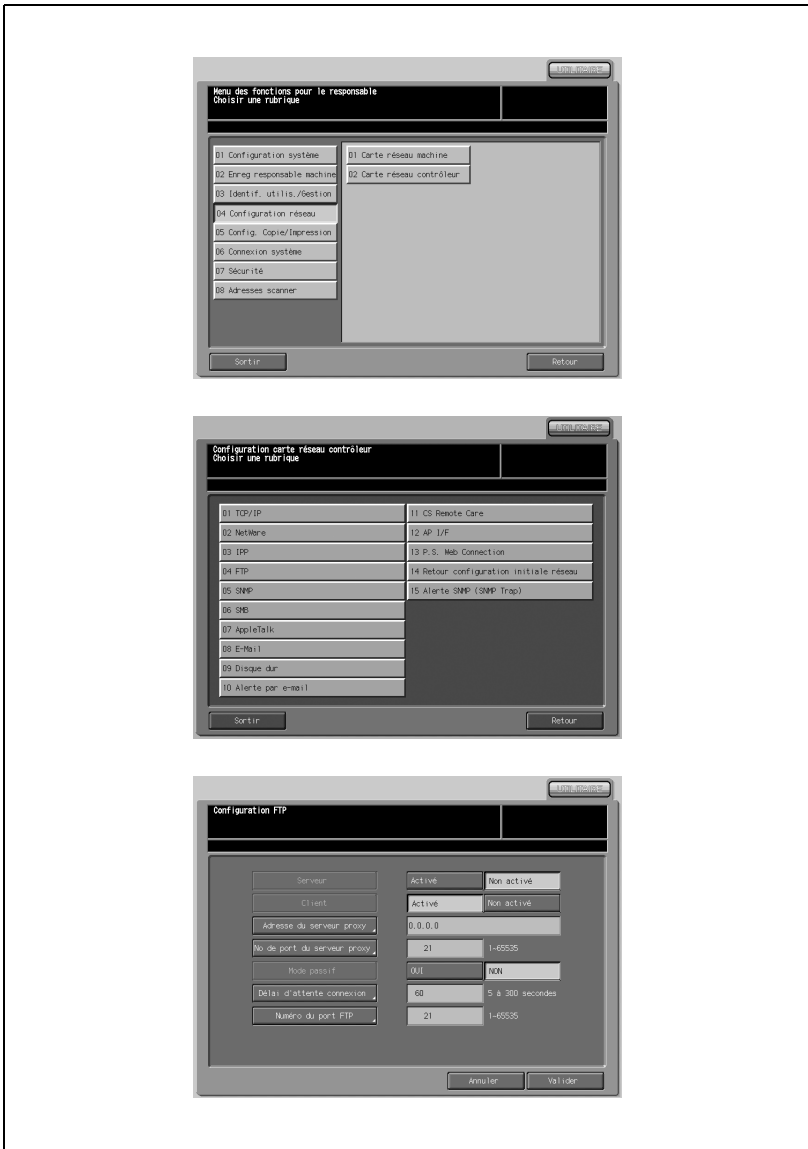 UTILITAIRE
Menu des fonctions pour le responsable
Choisir une rubrique
01 Configuration système
02 Enreg responsable machine
03 Identif. utilis./Gestion
04 Configuration réseau
05 Config. Copie/Impression
06 Connexion système
07 Sécurité
08 Adresses scanner
01 Carte réseau machine
02 Carte réseau contrôleur
Sortir
Retour
UTILITAIRE
Configuration carte réseau contrôleur
Choisir une rubrique
01 TCP/IP
02 NetWare
03 IPP
04 FTP
05 SNMP
06 SMB
07 AppleTalk
08 E-Mail
09 Disque dur
10 Alerte par e-mail
11 CS Remote Care
12 AP I/F
13 P.S. Web Connection
14 Retour configuration initiale réseau
15 Alerte SNMP (SNMP Trap)
Sortir
Retour
UTILITAIRE
Configuration FTP
Serveur Activé Non activé
Client Activé Non activé
Adresse du serveur proxy 0.0.0.0
No de port du serveur proxy 21 1-65535
Mode passif OUI NON
Délai d'attente connexion 60 5 à 300 secondes
Numéro du port FTP 21 1-65535
Annuler
Valider